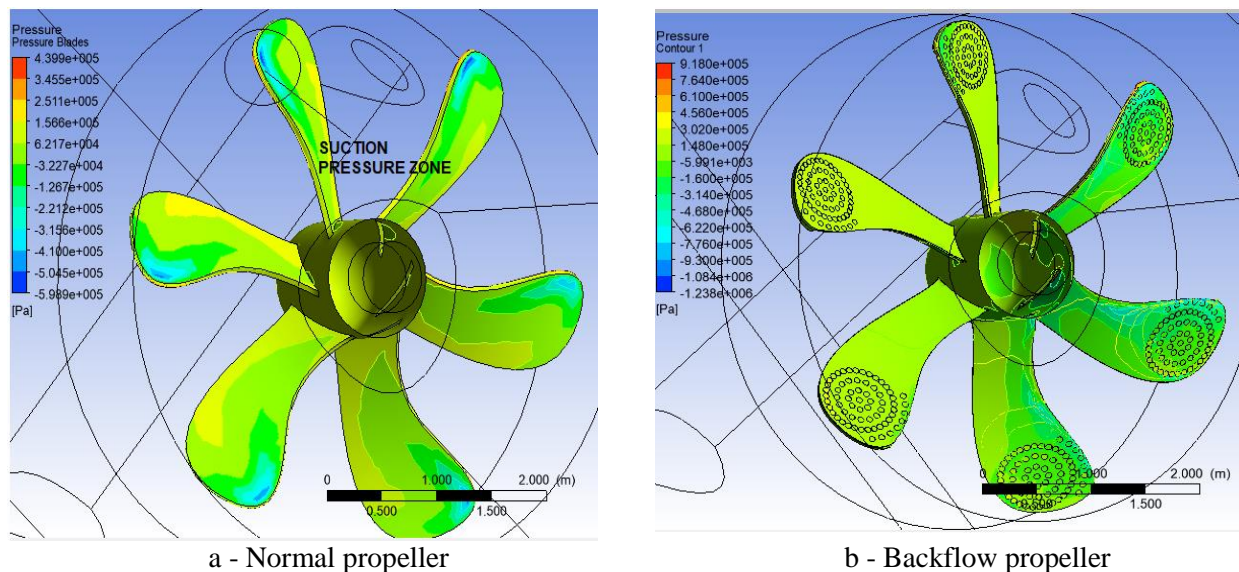 Pressure
Pressure Blades
4.399e+005
3.455e+005
2.511e+005
1.566e+005
6.217e+004
-3.227e+004
-1.267e+005
-2.212e+005
-3.156e+005
-4.100e+005
-5.045e+005
-5.989e+005
[Pa]
SUCTION
PRESSURE ZONE
0 1.000 2.000 (m)
0.500 1.500
a - Normal propeller
Pressure
Contour 1
9.180e+005
7.640e+005
6.100e+005
4.560e+005
3.020e+005
1.480e+005
-5.991e+003
-1.600e+005
-3.140e+005
-4.680e+005
-6.220e+005
-7.760e+005
-9.300e+005
-1.084e+006
-1.238e+006
[Pa]
0 1.000 2.000 (m)
0.500 1.500
b - Backflow propeller